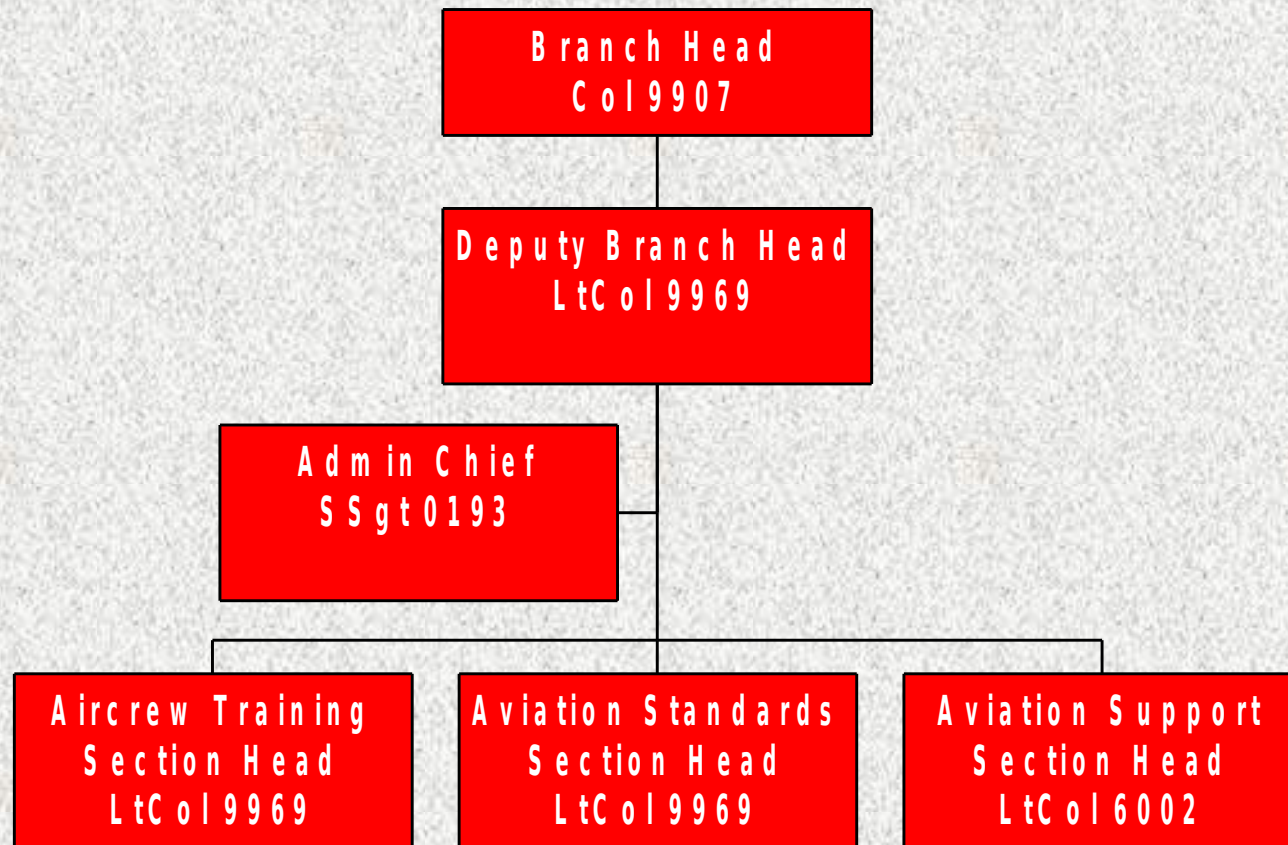 Branch Head
Col 9907
Deputy Branch Head
LtCol 9969
Admin Chief
SSgt 0193
Aircrew Training
Section Head
LtCol 9969
Aviation Standards
Section Head
LtCol 9969
Aviation Support
Section Head
LtCol 6002